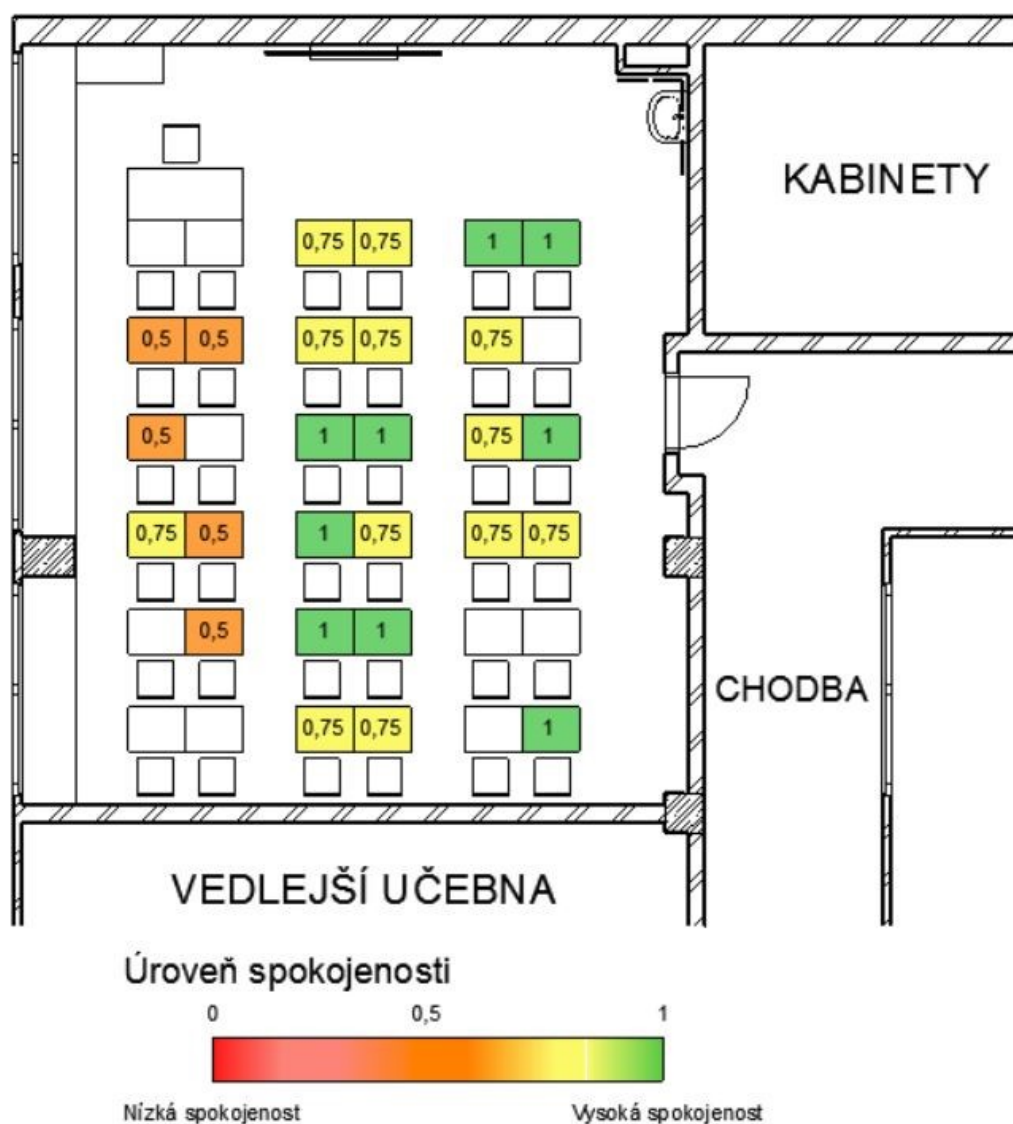 KABINETY
0,75 0,75 1 1
0,5 0,5 0,75 0,75 0,75
0,5 1 1 0,75 1
0,75 0,5 1 0,75 0,75 0,75
0,5 1 1
CHODBA
0,75 0,75 1
VEDLEJŠÍ UČEBNA
Úroveň spokojenosti
0 0,5 1
Nízká spokojenost Vysoká spokojenost